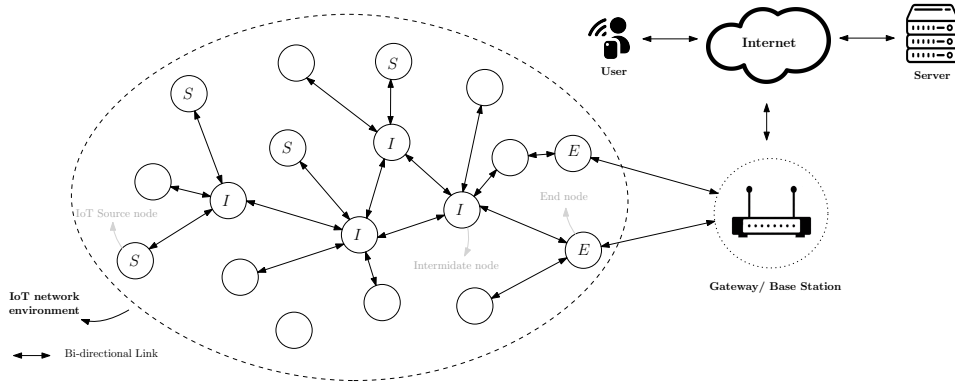 Internet
User
Server
S
S
I
S
E
I
I
IoT Source node
End node
I
S
E
Intermidate node
Gateway/ Base Station
IoT network
environment
Bi-directional Link